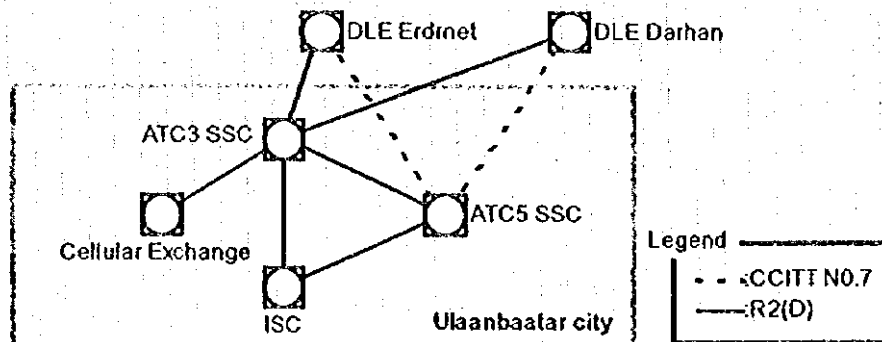 DLE Erdmet
DLE Darhan
ATC3 SSC
ATC5 SSC
Cellular Exchange
ISC
Ulaanbaatar city
Legend
:CCITT N0.7
:R2(D)